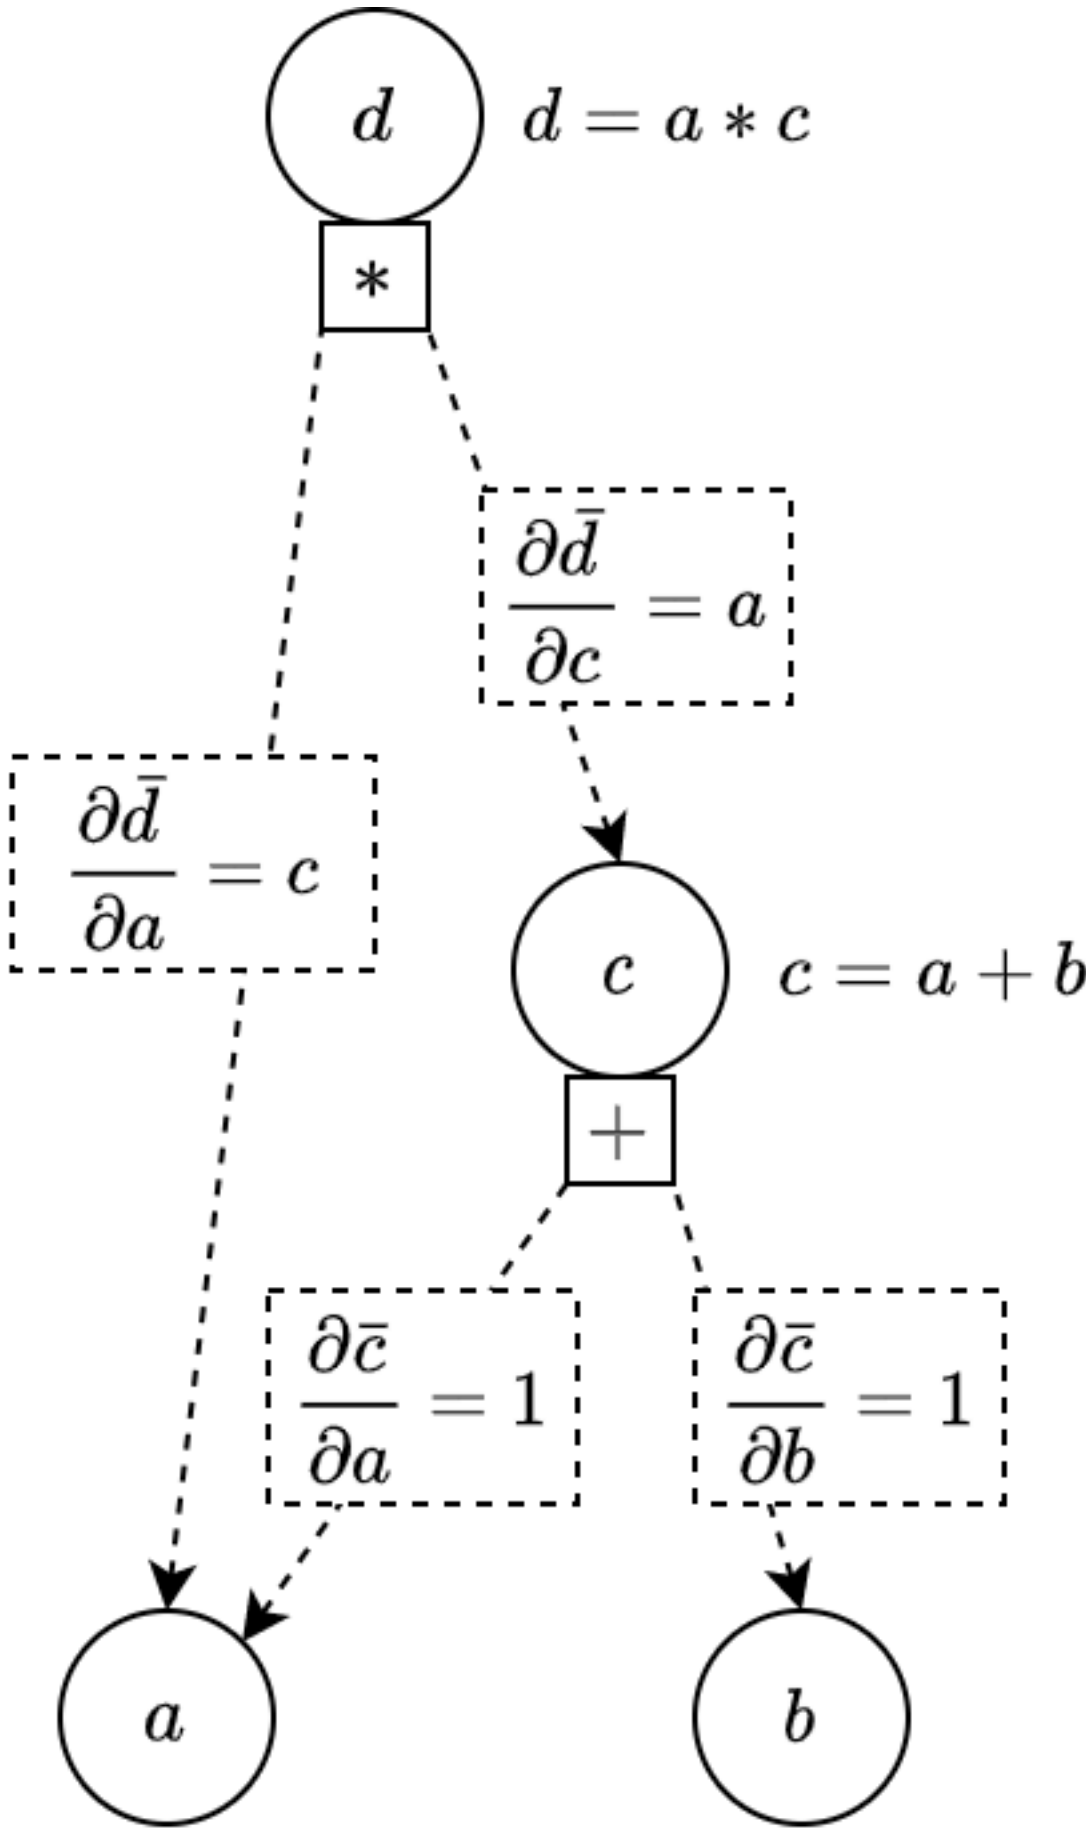 d d = a * c
*
∂d̄/∂c = a
∂d̄/∂a = c
c c = a + b
+
∂c̄/∂a = 1 ∂c̄/∂b = 1
a b